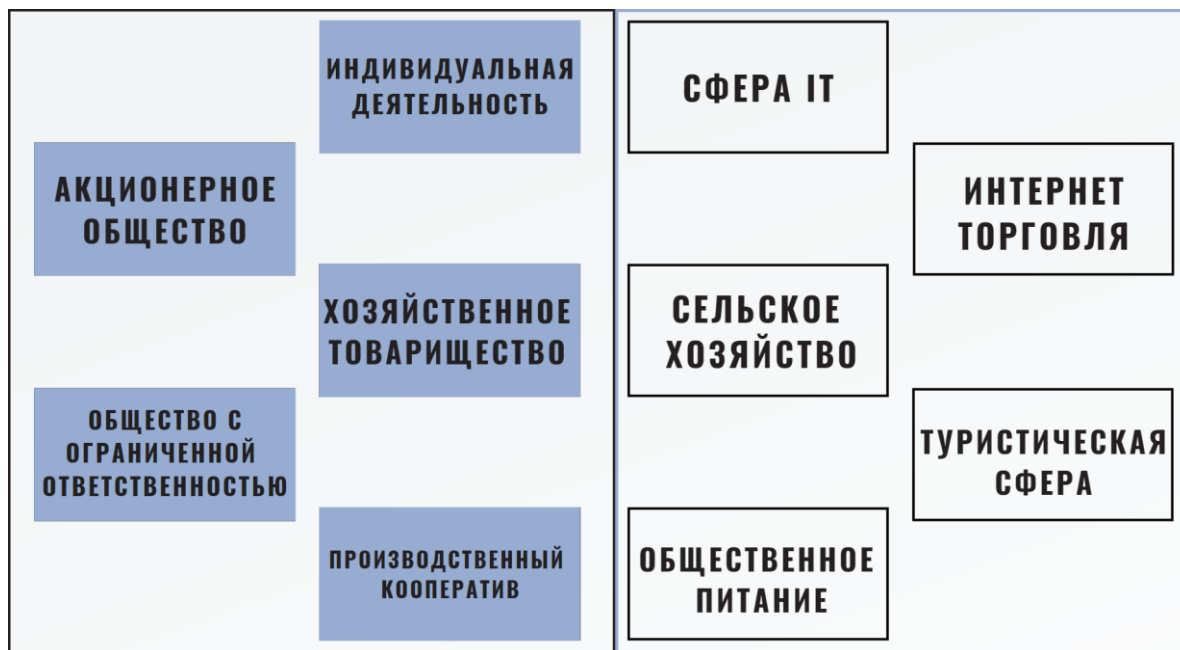 ИНДИВИДУАЛЬНАЯ
ДЕЯТЕЛЬНОСТЬ
АКЦИОНЕРНОЕ
ОБЩЕСТВО
ХОЗЯЙСТВЕННОЕ
ТОВАРИЩЕСТВО
ОБЩЕСТВО С
ОГРАНИЧЕННОЙ
ОТВЕТСТВЕННОСТЬЮ
ПРОИЗВОДСТВЕННЫЙ
КООПЕРАТИВ
СФЕРА IT
ИНТЕРНЕТ
ТОРГОВЛЯ
СЕЛЬСКОЕ
ХОЗЯЙСТВО
ТУРИСТИЧЕСКАЯ
СФЕРА
ОБЩЕСТВЕННОЕ
ПИТАНИЕ